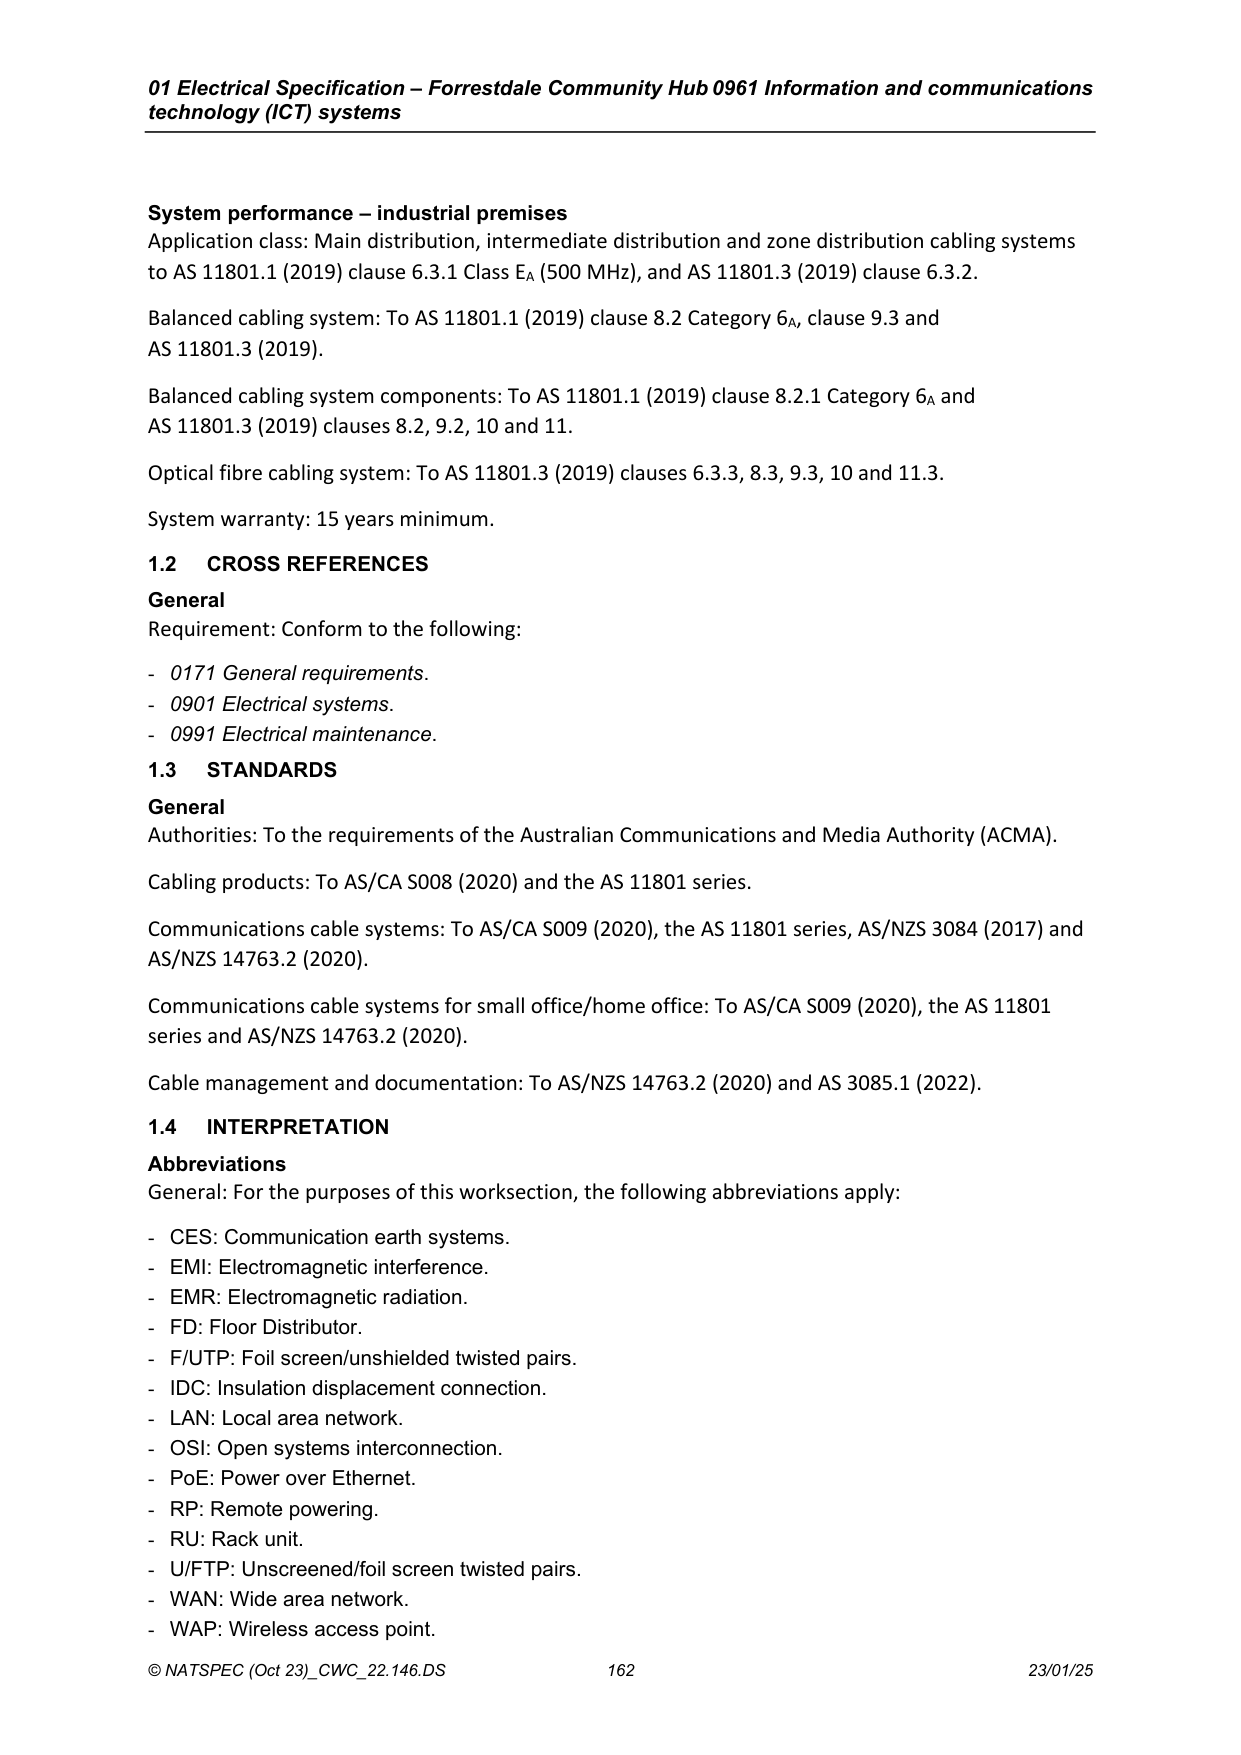 01 Electrical Specification – Forrestdale Community Hub 0961 Information and communications
technology (ICT) systems
System performance – industrial premises
Application class: Main distribution, intermediate distribution and zone distribution cabling systems
to AS 11801.1 (2019) clause 6.3.1 Class EA (500 MHz), and AS 11801.3 (2019) clause 6.3.2.
Balanced cabling system: To AS 11801.1 (2019) clause 8.2 Category 6A, clause 9.3 and
AS 11801.3 (2019).
Balanced cabling system components: To AS 11801.1 (2019) clause 8.2.1 Category 6A and
AS 11801.3 (2019) clauses 8.2, 9.2, 10 and 11.
Optical fibre cabling system: To AS 11801.3 (2019) clauses 6.3.3, 8.3, 9.3, 10 and 11.3.
System warranty: 15 years minimum.
1.2 CROSS REFERENCES
General
Requirement: Conform to the following:
- 0171 General requirements.
- 0901 Electrical systems.
- 0991 Electrical maintenance.
1.3 STANDARDS
General
Authorities: To the requirements of the Australian Communications and Media Authority (ACMA).
Cabling products: To AS/CA S008 (2020) and the AS 11801 series.
Communications cable systems: To AS/CA S009 (2020), the AS 11801 series, AS/NZS 3084 (2017) and
AS/NZS 14763.2 (2020).
Communications cable systems for small office/home office: To AS/CA S009 (2020), the AS 11801
series and AS/NZS 14763.2 (2020).
Cable management and documentation: To AS/NZS 14763.2 (2020) and AS 3085.1 (2022).
1.4 INTERPRETATION
Abbreviations
General: For the purposes of this worksection, the following abbreviations apply:
- CES: Communication earth systems.
- EMI: Electromagnetic interference.
- EMR: Electromagnetic radiation.
- FD: Floor Distributor.
- F/UTP: Foil screen/unshielded twisted pairs.
- IDC: Insulation displacement connection.
- LAN: Local area network.
- OSI: Open systems interconnection.
- PoE: Power over Ethernet.
- RP: Remote powering.
- RU: Rack unit.
- U/FTP: Unscreened/foil screen twisted pairs.
- WAN: Wide area network.
- WAP: Wireless access point.
© NATSPEC (Oct 23)_CWC_22.146.DS 162 23/01/25